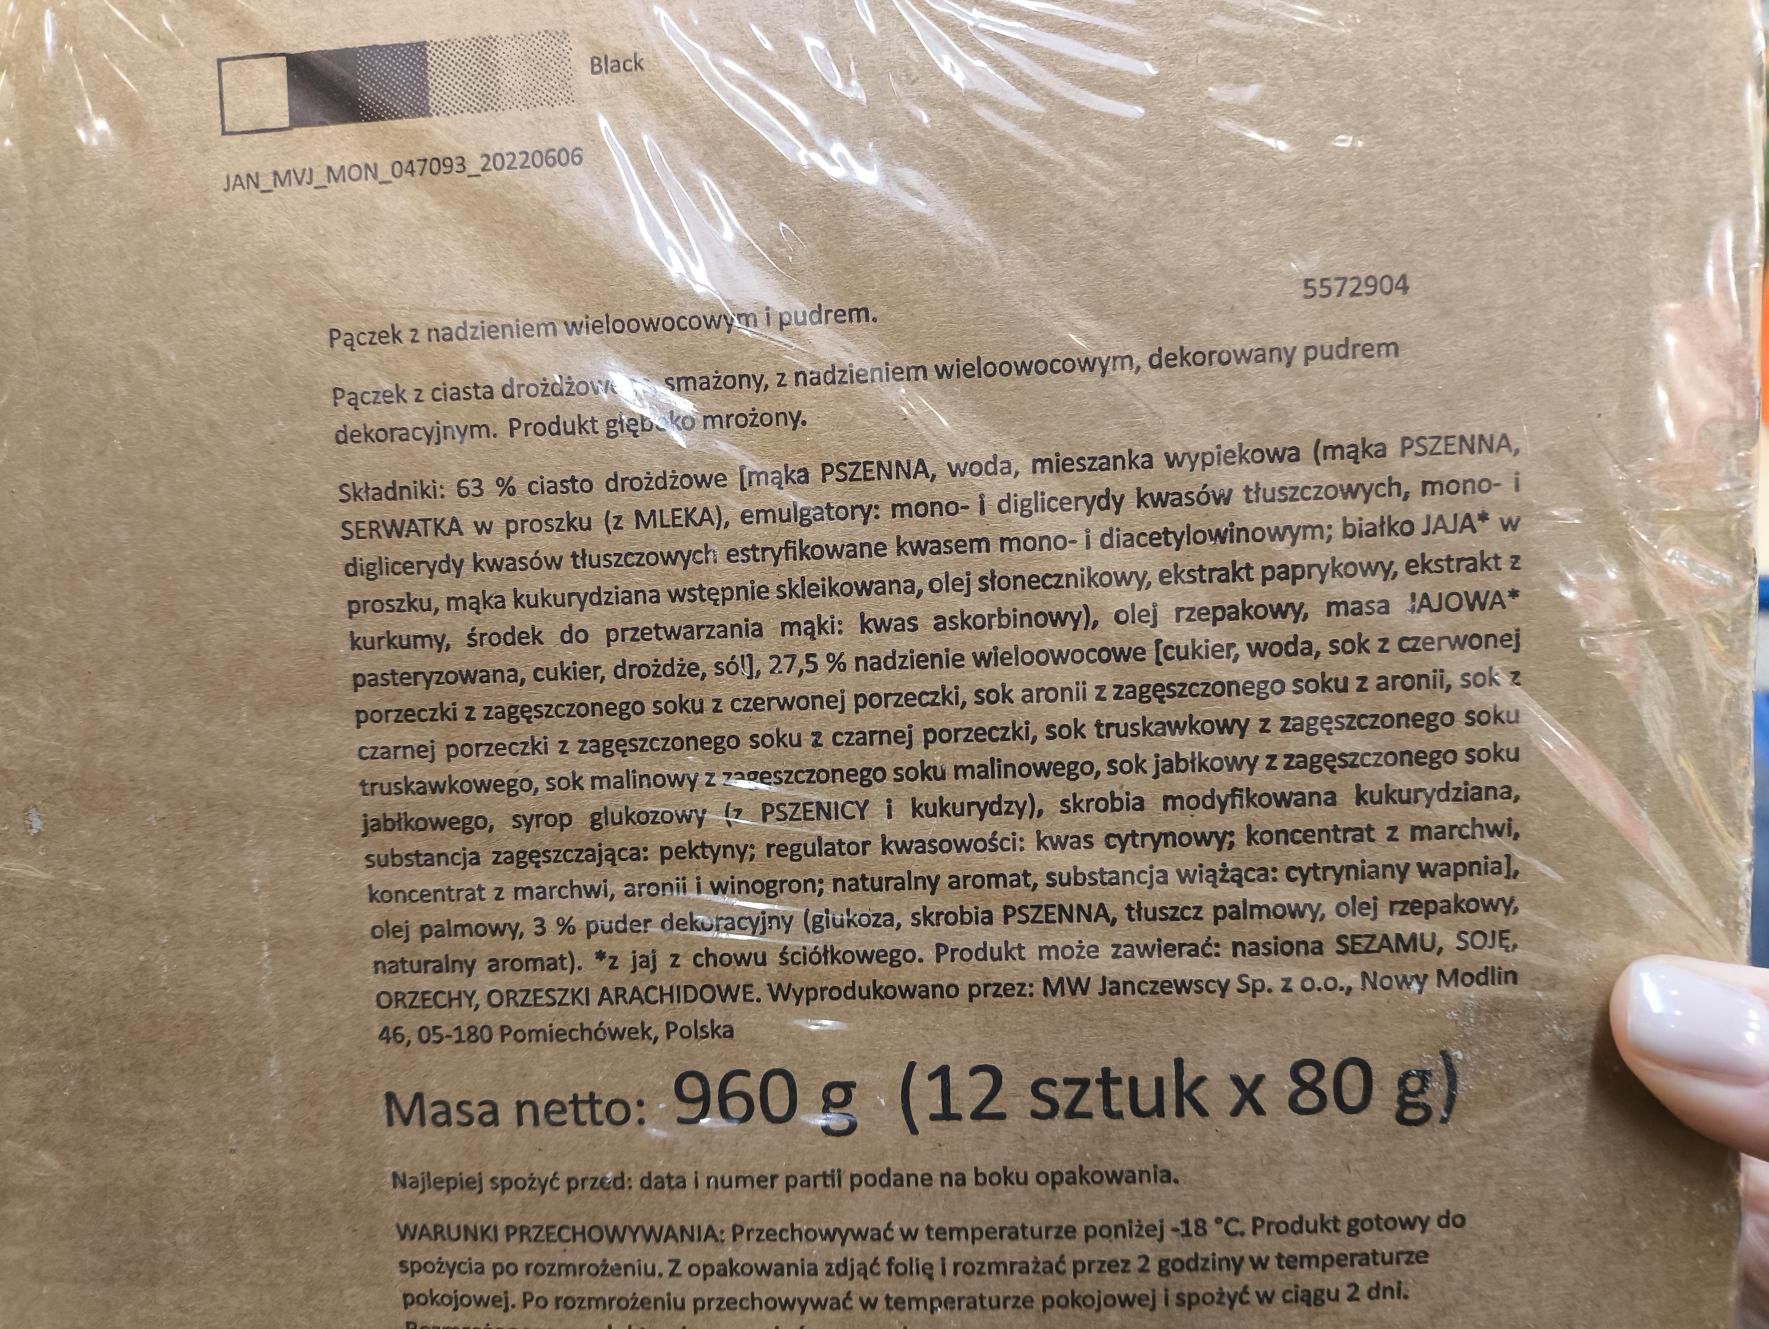 Black
JAN_MVJ_MON_047093_20220606
5572904
Pączek z nadzieniem wieloowocowym i pudrem.
Pączek z ciasta smażony, z nadzieniem wieloowocowym, dekorowany pudrem
dekoracyjnym. Produkt głęboko mrożony.
Składniki: 63 % ciasto drożdżowe [mąka PSZENNA, woda, mieszanka wypiekowa (mąka PSZENNA,
SERWATKA w proszku (z MLEKA), emulgatory: mono- i diglicerydy kwasów tłuszczowych, mono- i
diglicerydy kwasów tłuszczowych estryfikowane kwasem mono- i diacetylowinowym; białko JAJA* w
proszku, mąka kukurydziana wstępnie skleikowana, olej słonecznikowy, ekstrakt paprykowy, ekstrakt z
kurkumy, środek do przetwarzania mąki: kwas askorbinowy), olej rzepakowy, masa JAJOWA*
pasteryzowana, cukier, drożdże, sól], 27,5 % nadzienie wieloowocowe [cukier, woda, sok z czerwonej
porzeczki z zagęszczonego soku z czerwonej porzeczki, sok aronii z zagęszczonego soku z aronii, sok z
czarnej porzeczki z zagęszczonego soku z czarnej porzeczki, sok truskawkowy z zagęszczonego soku
truskawkowego, sok malinowy z zagęszczonego soku malinowego, sok jabłkowy z zagęszczonego soku
jabłkowego, syrop glukozowy (z PSZENICY i kukurydzy), skrobia modyfikowana kukurydziana,
substancja zagęszczająca: pektyny; regulator kwasowości: kwas cytrynowy; koncentrat z marchwi,
koncentrat z marchwi, aronii i winogron; naturalny aromat, substancja wiążąca: cytryniany wapnia],
olej palmowy, 3 % puder dekoracyjny (glukoza, skrobia PSZENNA, tłuszcz palmowy, olej rzepakowy,
naturalny aromat). *z jaj z chowu ściółkowego. Produkt może zawierać: nasiona SEZAMU, SOJĘ,
ORZECHY, ORZESZKI ARACHIDOWE. Wyprodukowano przez: MW Janczewscy Sp. z o.o., Nowy Modlin
46, 05-180 Pomiechówek, Polska
Masa netto: 960 g (12 sztuk x 80 g)
Najlepiej spożyć przed: data i numer partii podane na boku opakowania.
WARUNKI PRZECHOWYWANIA: Przechowywać w temperaturze poniżej -18 °C. Produkt gotowy do
spożycia po rozmrożeniu. Z opakowania zdjąć folię i rozmrażać przez 2 godziny w temperaturze
pokojowej. Po rozmrożeniu przechowywać w temperaturze pokojowej i spożyć w ciągu 2 dni.